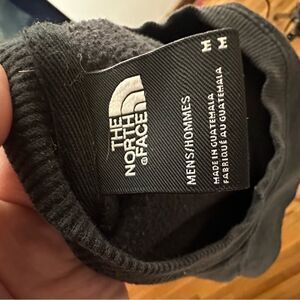 THE
NORTH
FACE
MENS/HOMMES
M
MADE IN GUATEMALA
FABRIQUÉ AU GUATEMALA
M